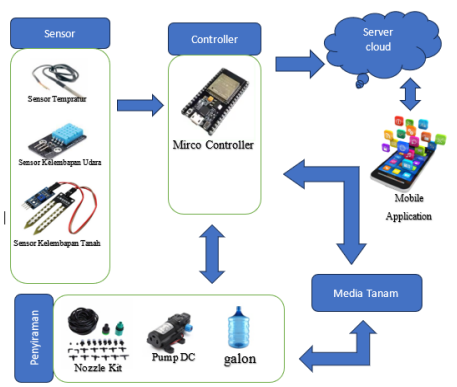 Sensor
Sensor Tempratur
Sensor Kelembapan Udara
Sensor Kelembapan Tanah
Controller
Mirco Controller
Server
cloud
Mobile
Application
Media Tanam
Penyiraman
Nozzle Kit
Pump DC
galon